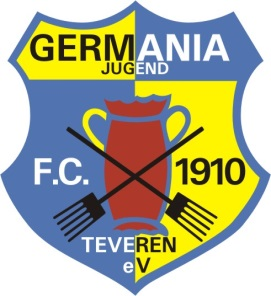 GERMANIA
JUGEND
F.C. 1910
TEVEREN
eV